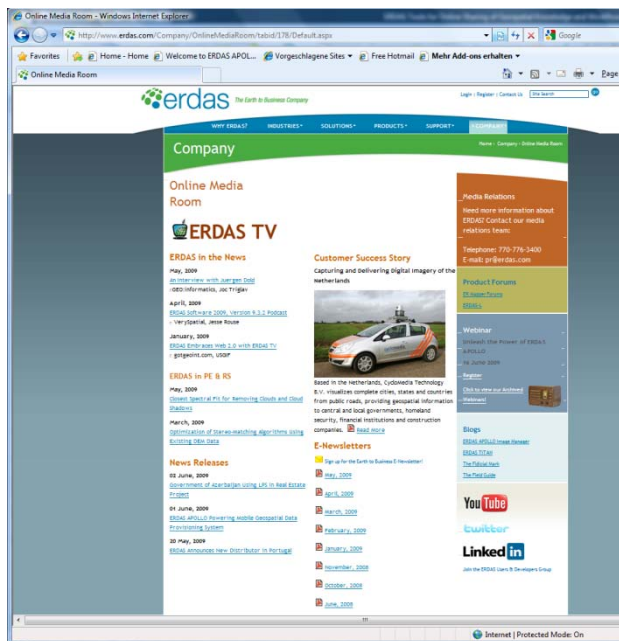 Online Media Room - Windows Internet Explorer
http://www.erdas.com/Company/OnlineMediaRoom/tabid/178/Default.aspx
Google
Favorites
Home - Home
Welcome to ERDAS APOL...
Vorgeschlagene Sites
Free Hotmail
Mehr Add-ons erhalten
Online Media Room
Page
erdas The Earth to Business Company
Login | Register | Contact Us
Site Search
WHY ERDAS? INDUSTRIES SOLUTIONS PRODUCTS SUPPORT COMPANY
Company
Home > Company > Online Media Room
Online Media
Room
ERDAS TV
ERDAS in the News
May, 2009
An interview with Juergen Dold
-GEO:informatics, Joc Triglav
April, 2009
ERDAS Software 2009, Version 9.3.2 Podcast
- VerySpatial, Jesse Rouse
January, 2009
ERDAS Embraces Web 2.0 with ERDAS TV
- gotgeoint.com, USGIF
ERDAS in PE & RS
May, 2009
Closest Spectral Fit for Removing Clouds and Cloud
Shadows
March, 2009
Optimization of Stereo-matching Algorithms Using
Existing DEM Data
News Releases
02 June, 2009
Government of Azerbaijan Using LPS in Real Estate
Project
01 June, 2009
ERDAS APOLLO Powering Mobile Geospatial Data
Provisioning System
20 May, 2009
ERDAS Announces New Distributor in Portugal
Customer Success Story
Capturing and Delivering Digital Imagery of the
Netherlands
Based in the Netherlands, CycloMedia Technology
B.V. visualizes complete cities, states and countries
from public roads, providing geospatial information
to central and local governments, homeland
security, financial institutions and construction
companies. Read more
E-Newsletters
Sign up for the Earth to Business E-Newsletter!
May, 2009
April, 2009
March, 2009
February, 2009
January, 2009
November, 2008
October, 2008
June, 2008
Media Relations
Need more information about
ERDAS? Contact our media
relations team:
Telephone: 770-776-3400
E-mail: pr@erdas.com
Product Forums
Webinar
Unleash the Power of ERDAS
APOLLO
16 June 2009
Register
Click to view our Archived
Webinars!
Blogs
ERDAS APOLLO Image Manager
ERDAS TITAN
The Fiducial Mark
The Field Guide
YouTube
twitter
LinkedIn
Join the ERDAS Users & Developers Group
Internet | Protected Mode: On